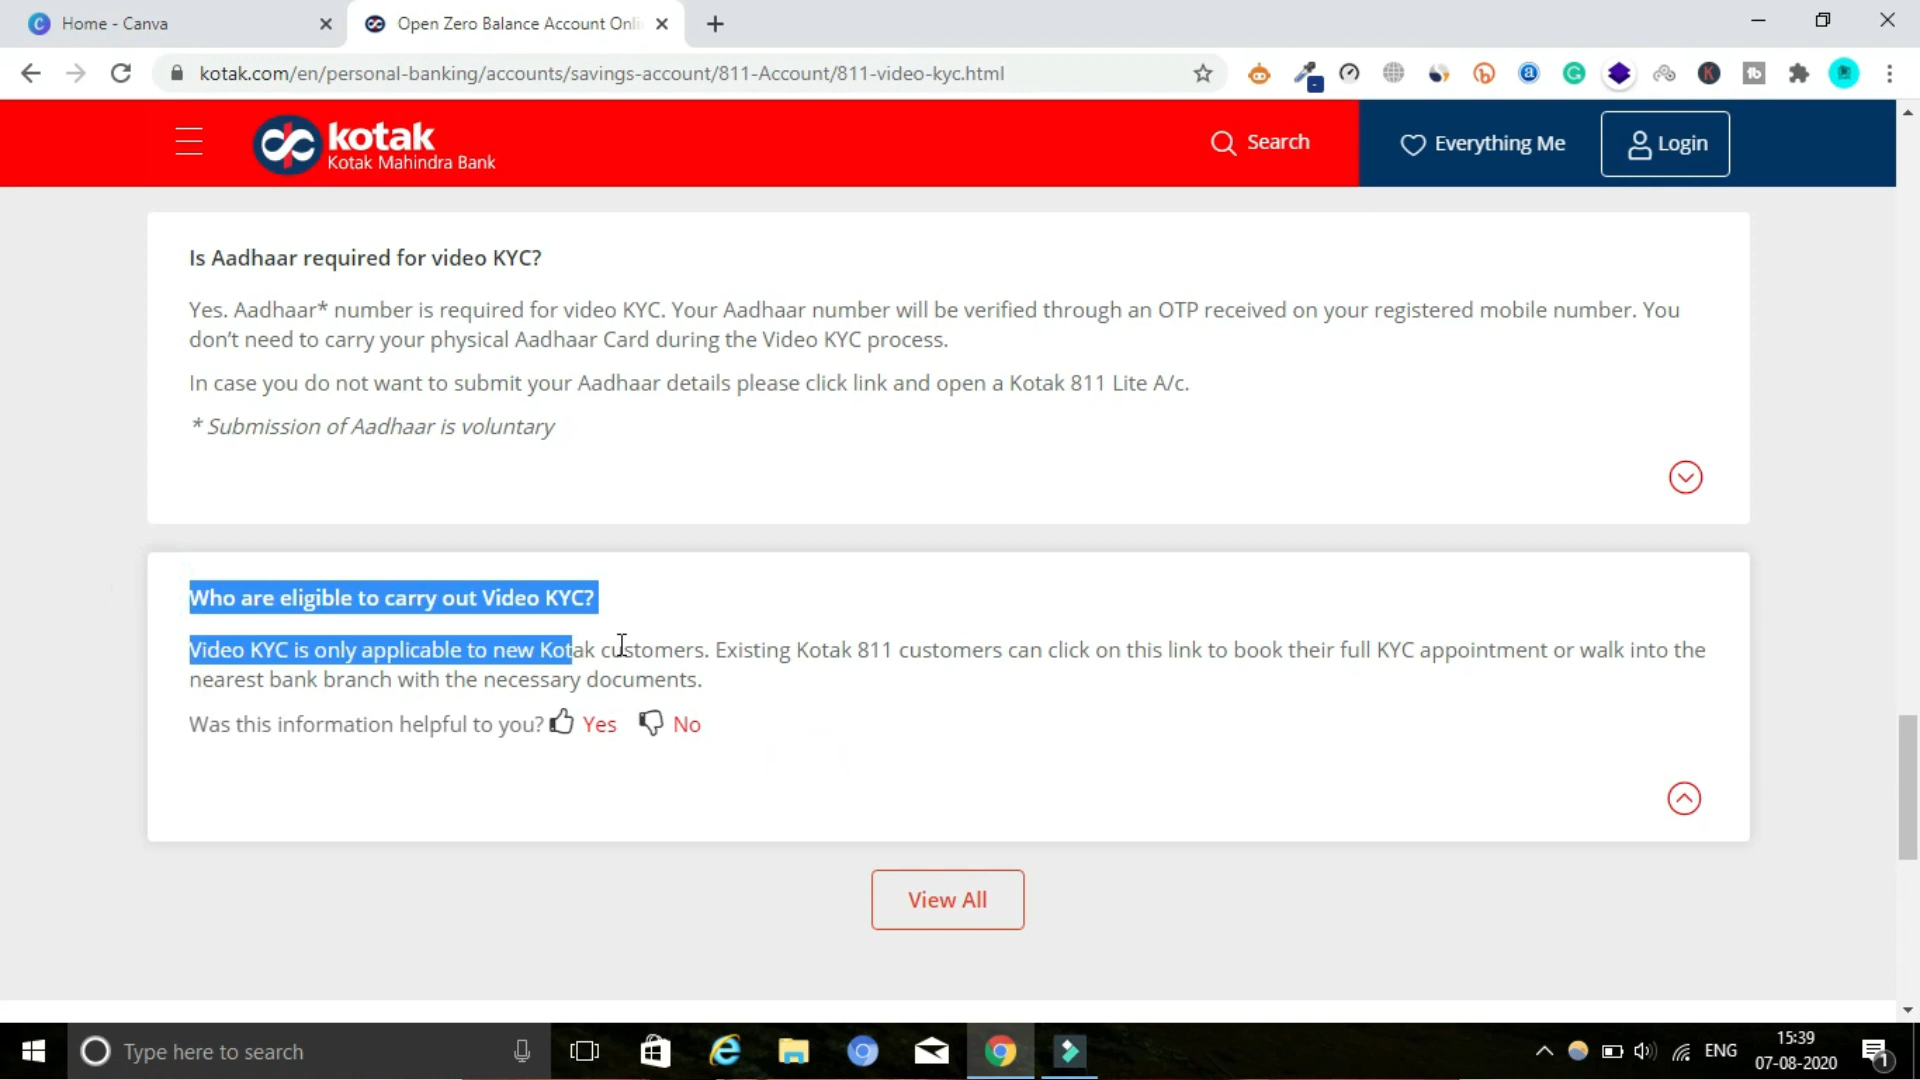 Home - Canva
Open Zero Balance Account Onli
kotak.com/en/personal-banking/accounts/savings-account/811-Account/811-video-kyc.html
kotak
Kotak Mahindra Bank
Search
Everything Me
Login
Is Aadhaar required for video KYC?
Yes. Aadhaar* number is required for video KYC. Your Aadhaar number will be verified through an OTP received on your registered mobile number. You
don't need to carry your physical Aadhaar Card during the Video KYC process.
In case you do not want to submit your Aadhaar details please click link and open a Kotak 811 Lite A/c.
* Submission of Aadhaar is voluntary
Who are eligible to carry out Video KYC?
Video KYC is only applicable to new Kotak customers. Existing Kotak 811 customers can click on this link to book their full KYC appointment or walk into the
nearest bank branch with the necessary documents.
Was this information helpful to you? Yes No
View All
Type here to search
ENG
15:39
07-08-2020
1